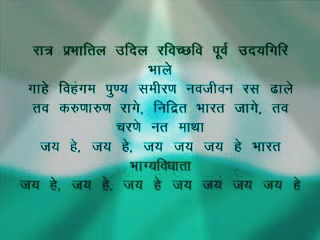 रात्र प्रभातिल उदिल रविच्छवि पूर्व उदयगिरि
भाले
गाहे विहंगम पुण्य समीरण नवजीवन रस ढाले
तव करुणारुण रागे, निद्रित भारत जागे, तव
चरणे नत माथा
जय हे, जय हे, जय जय जय हे भारत
भाग्यविधाता
जय हे, जय हे, जय हे जय जय जय जय हे